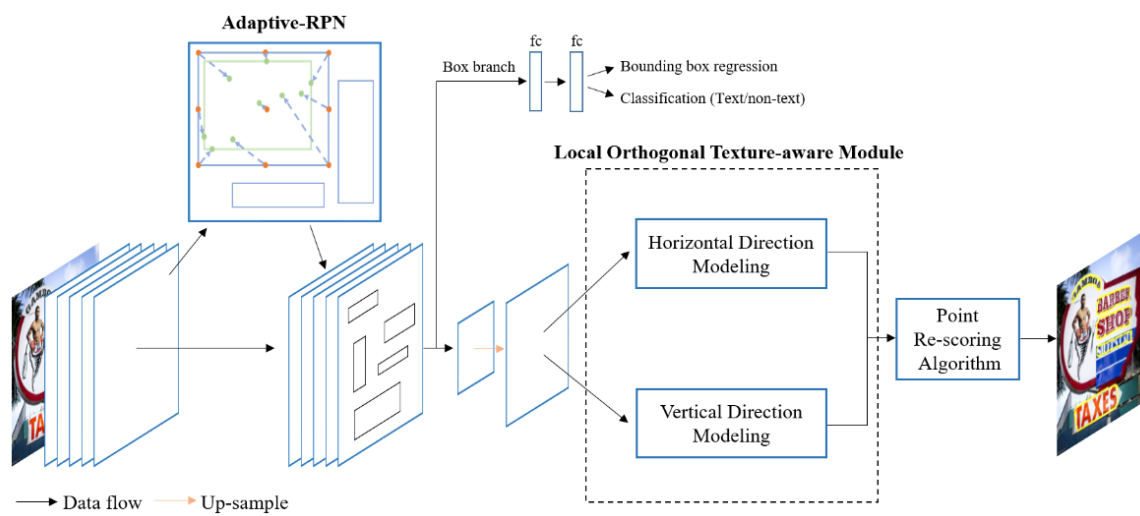 Adaptive-RPN
fc
fc
Box branch
Bounding box regression
Classification (Text/non-text)
Local Orthogonal Texture-aware Module
Horizontal Direction
Modeling
Vertical Direction
Modeling
Point
Re-scoring
Algorithm
TA
BARBER
SHOP
TAXES
Data flow
Up-sample